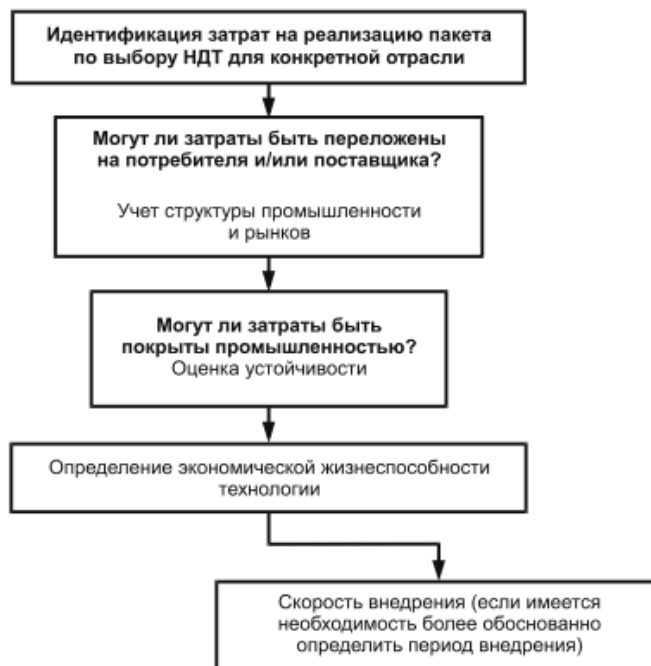 Идентификация затрат на реализацию пакета
по выбору НДТ для конкретной отрасли
Могут ли затраты быть переложены
на потребителя и/или поставщика?
Учет структуры промышленности
и рынков
Могут ли затраты быть
покрыты промышленностью?
Оценка устойчивости
Определение экономической жизнеспособности
технологии
Скорость внедрения (если имеется
необходимость более обоснованно
определить период внедрения)